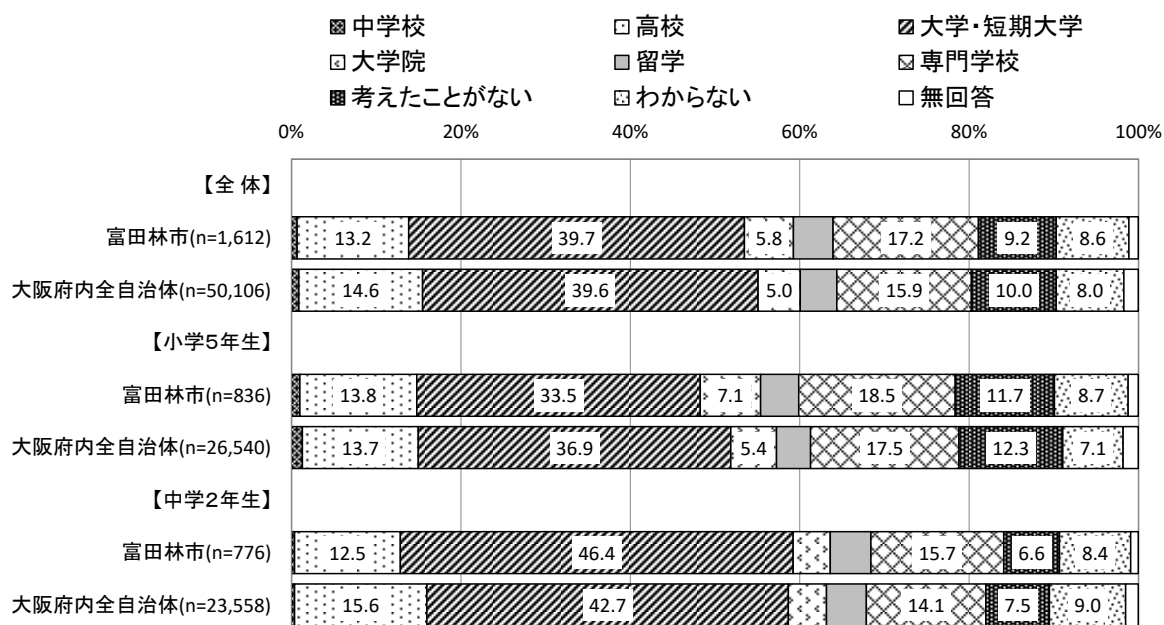 中学校 高校 大学・短期大学
大学院 留学 専門学校
考えたことがない わからない 無回答
0% 20% 40% 60% 80% 100%
【全 体】
富田林市(n=1,612) 13.2 39.7 5.8 17.2 9.2 8.6
大阪府内全自治体(n=50,106) 14.6 39.6 5.0 15.9 10.0 8.0
【小学5年生】
富田林市(n=836) 13.8 33.5 7.1 18.5 11.7 8.7
大阪府内全自治体(n=26,540) 13.7 36.9 5.4 17.5 12.3 7.1
【中学2年生】
富田林市(n=776) 12.5 46.4 15.7 6.6 8.4
大阪府内全自治体(n=23,558) 15.6 42.7 14.1 7.5 9.0